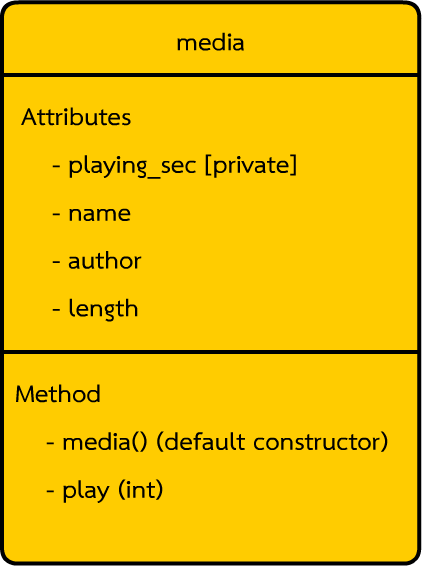 media
Attributes
- playing_sec [private]
- name
- author
- length
Method
- media() (default constructor)
- play (int)